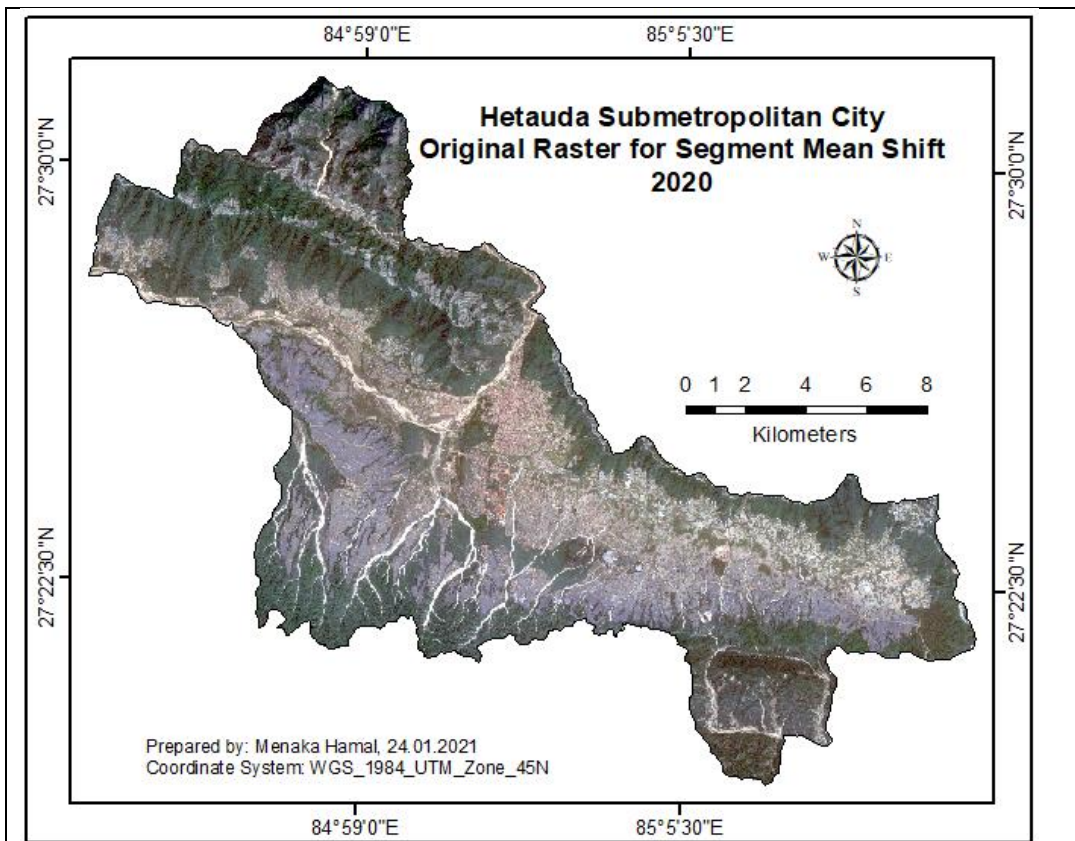 84°59'0"E 85°5'30"E
Hetauda Submetropolitan City
Original Raster for Segment Mean Shift
2020
27°30'0"N 27°30'0"N
N
W E
S
0 1 2 4 6 8
Kilometers
27°22'30"N 27°22'30"N
Prepared by: Menaka Hamal, 24.01.2021
Coordinate System: WGS_1984_UTM_Zone_45N
84°59'0"E 85°5'30"E